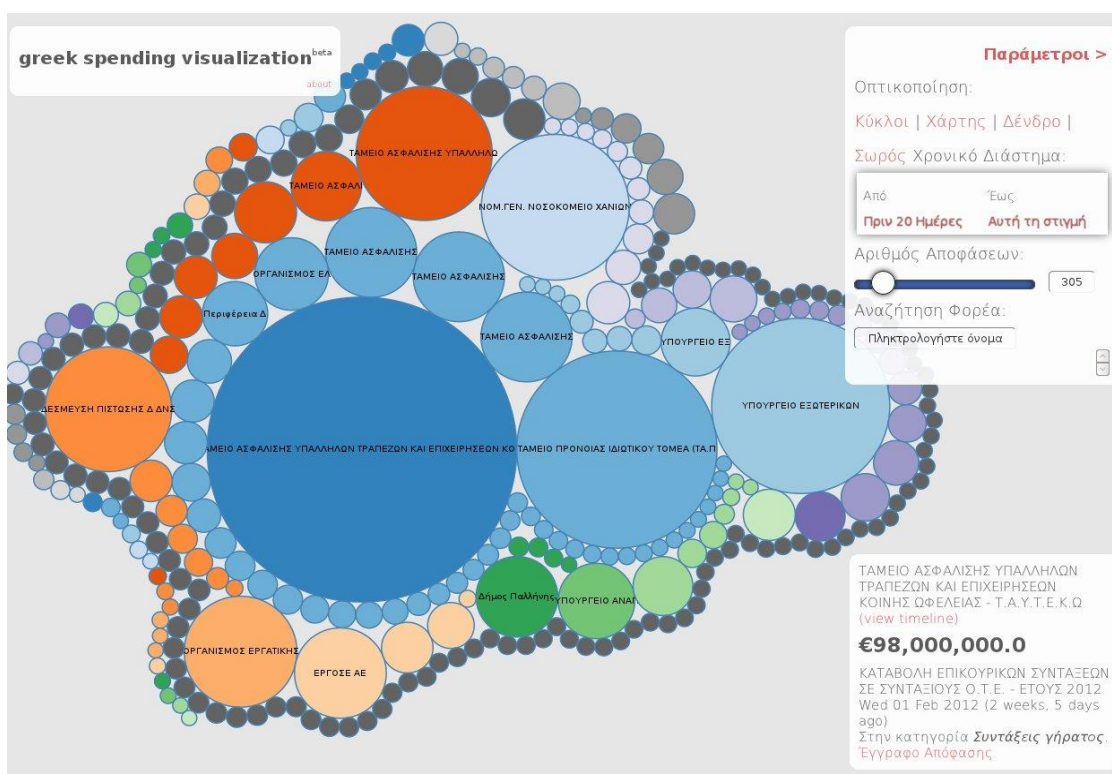 greek spending visualization beta
about
Παράμετροι >
Οπτικοποίηση:
Κύκλοι | Χάρτης | Δένδρο |
Σωρός Χρονικό Διάστημα:
Από Έως
Πριν 20 Ημέρες Αυτή τη στιγμή
Αριθμός Αποφάσεων:
305
Αναζήτηση Φορέα:
Πληκτρολογήστε όνομα
ΤΑΜΕΙΟ ΑΣΦΑΛΙΣΗΣ ΥΠΑΛΛΗΛΩ
ΤΑΜΕΙΟ ΑΣΦΑΛΙ
ΝΟΜ.ΓΕΝ. ΝΟΣΟΚΟΜΕΙΟ ΧΑΝΙΩΝ
ΤΑΜΕΙΟ ΑΣΦΑΛΙΣΗΣ
ΟΡΓΑΝΙΣΜΟΣ ΕΛ
ΤΑΜΕΙΟ ΑΣΦΑΛΙΣΗΣ
Περιφέρεια Δ
ΤΑΜΕΙΟ ΑΣΦΑΛΙΣΗΣ
ΥΠΟΥΡΓΕΙΟ ΕΞ
ΔΕΣΜΕΥΣΗ ΠΙΣΤΩΣΗΣ Δ ΔΝΣ
ΥΠΟΥΡΓΕΙΟ ΕΞΩΤΕΡΙΚΩΝ
ΑΜΕΙΟ ΑΣΦΑΛΙΣΗΣ ΥΠΑΛΛΗΛΩΝ ΤΡΑΠΕΖΩΝ ΚΑΙ ΕΠΙΧΕΙΡΗΣΕΩΝ ΚΟ
ΤΑΜΕΙΟ ΠΡΟΝΟΙΑΣ ΙΔΙΩΤΙΚΟΥ ΤΟΜΕΑ (ΤΑ.Π
Δήμος Παλλήνης
ΥΠΟΥΡΓΕΙΟ ΑΝΑΠ
ΟΡΓΑΝΙΣΜΟΣ ΕΡΓΑΤΙΚΗΣ
ΕΡΓΟΣΕ ΑΕ
ΤΑΜΕΙΟ ΑΣΦΑΛΙΣΗΣ ΥΠΑΛΛΗΛΩΝ
ΤΡΑΠΕΖΩΝ ΚΑΙ ΕΠΙΧΕΙΡΗΣΕΩΝ
ΚΟΙΝΗΣ ΩΦΕΛΕΙΑΣ - Τ.Α.Υ.Τ.Ε.Κ.Ω
(view timeline)
€98,000,000.0
ΚΑΤΑΒΟΛΗ ΕΠΙΚΟΥΡΙΚΩΝ ΣΥΝΤΑΞΕΩΝ
ΣΕ ΣΥΝΤΑΞΙΟΥΣ Ο.Τ.Ε. - ΕΤΟΥΣ 2012
Wed 01 Feb 2012 (2 weeks, 5 days
ago)
Στην κατηγορία Συντάξεις γήρατος.
Έγγραφο Απόφασης